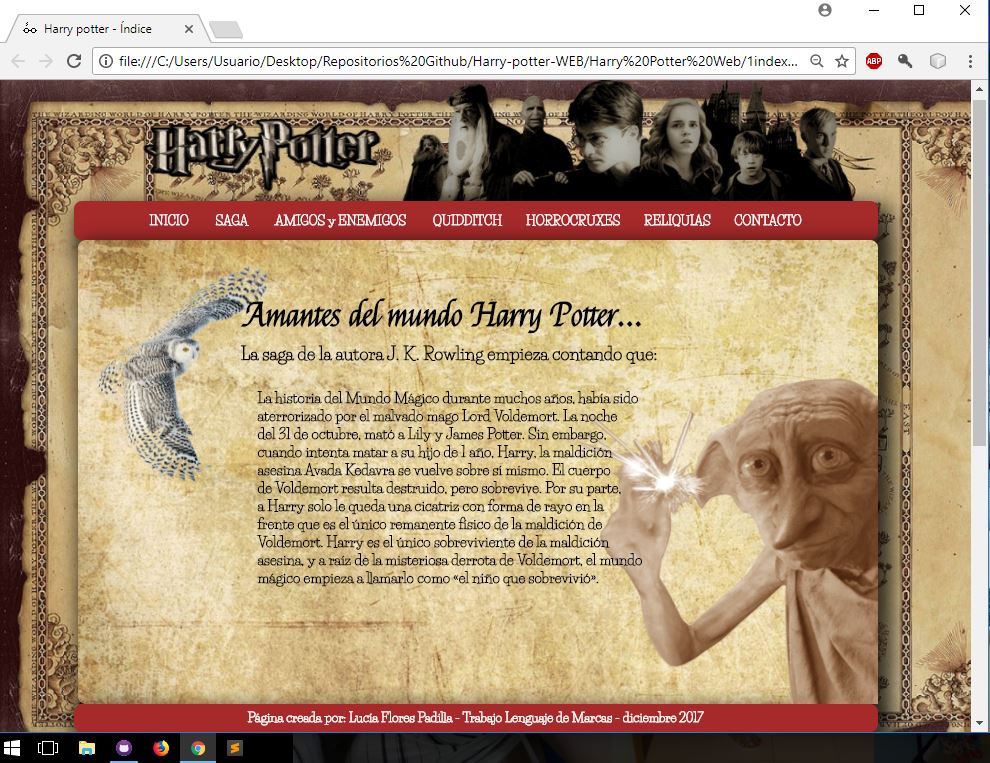 Harry potter - Índice
file:///C:/Users/Usuario/Desktop/Repositorios%20Github/Harry-potter-WEB/Harry%20Potter%20Web/1index...
ABP
Harry Potter
INICIO SAGA AMIGOS y ENEMIGOS QUIDDITCH HORROCRUXES RELIQUIAS CONTACTO
Amantes del mundo Harry Potter...
La saga de la autora J. K. Rowling empieza contando que:
La historia del Mundo Mágico durante muchos años, había sido
aterrorizado por el malvado mago Lord Voldemort. La noche
del 31 de octubre, mató a Lily y James Potter. Sin embargo,
cuando intenta matar a su hijo de 1 año, Harry, la maldición
asesina Avada Kedavra se vuelve sobre sí mismo. El cuerpo
de Voldemort resulta destruido, pero sobrevive. Por su parte,
a Harry solo le queda una cicatriz con forma de rayo en la
frente que es el único remanente físico de la maldición de
Voldemort. Harry es el único sobreviviente de la maldición
asesina, y a raíz de la misteriosa derrota de Voldemort, el mundo
mágico empieza a llamarlo como «el niño que sobrevivió».
EAST
Página creada por: Lucía Flores Padilla - Trabajo Lenguaje de Marcas - diciembre 2017